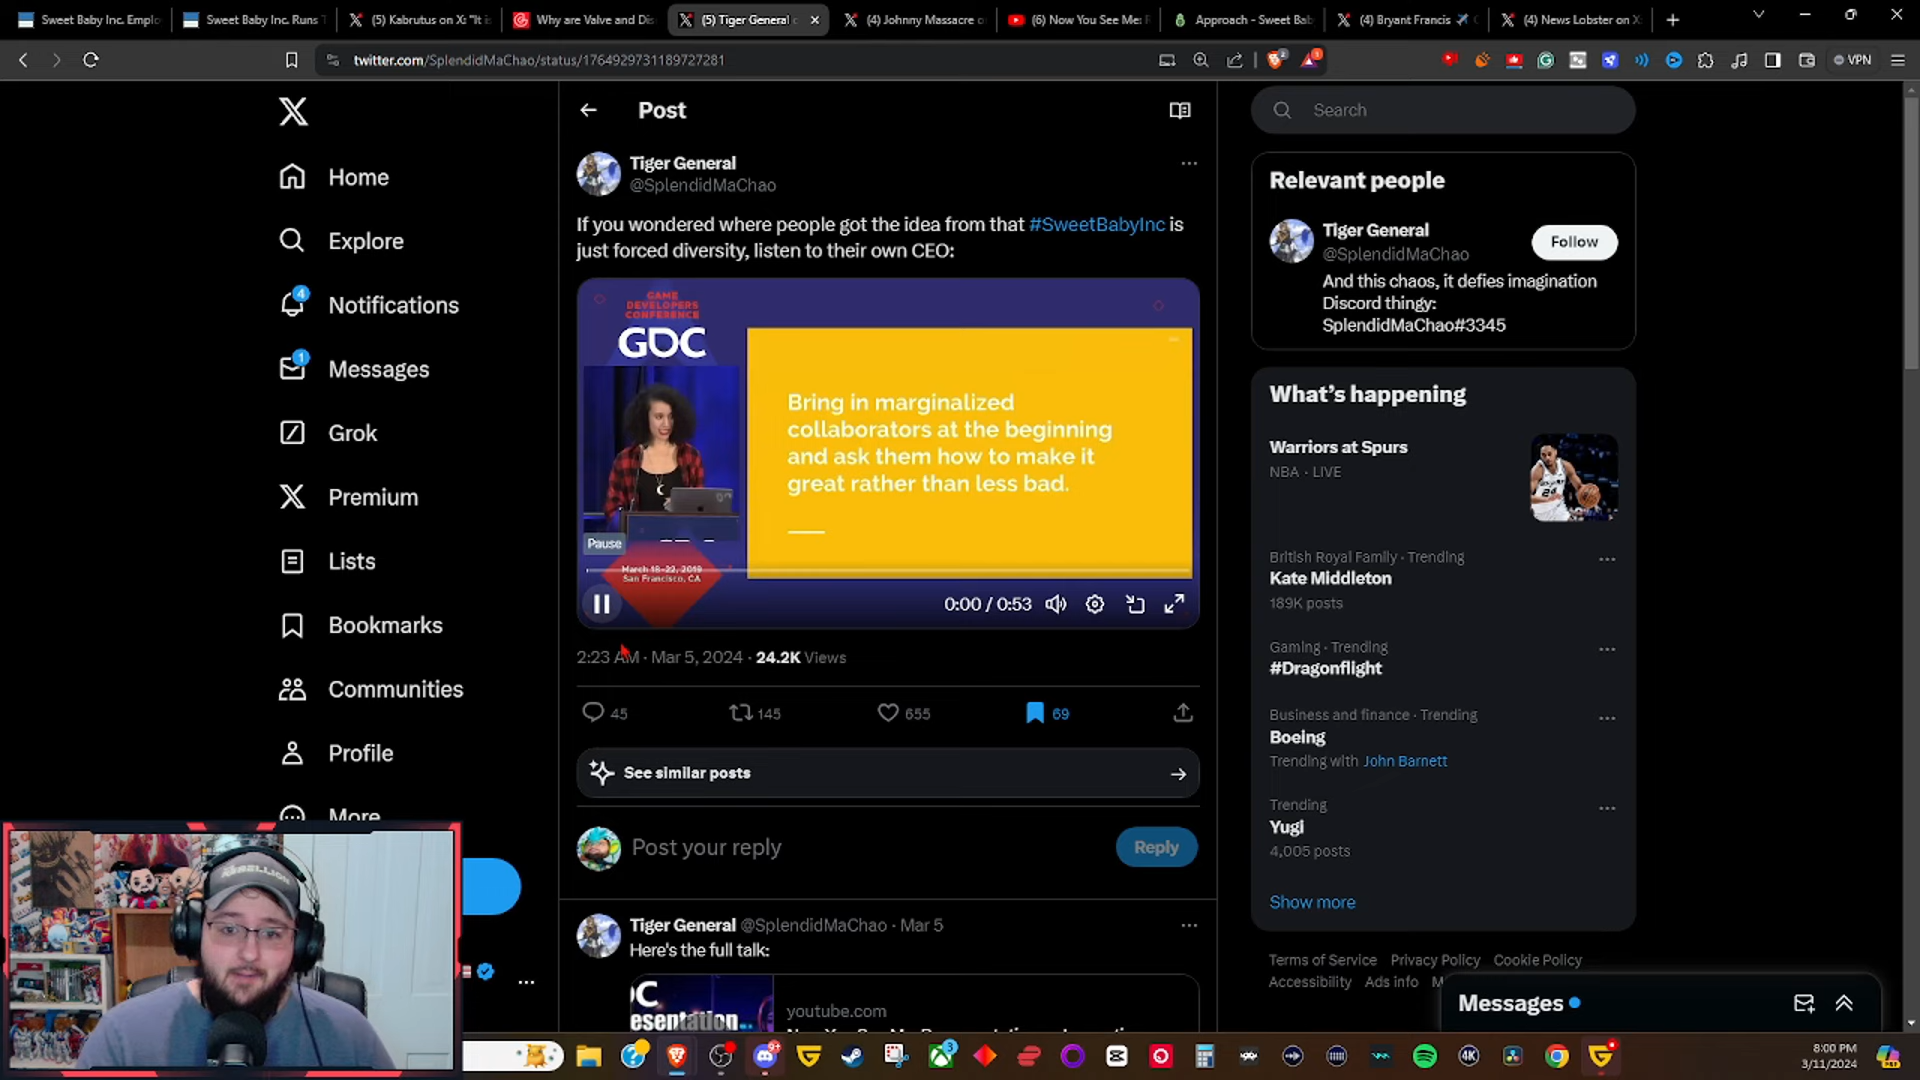 Sweet Baby Inc. Emplo
Sweet Baby Inc. Runs T
(5) Kabrutus on X: "It is
Why are Valve and Dis
(5) Tiger General
(4) Johnny Massacre o
(6) Now You See Me: R
Approach - Sweet Bab
(4) Bryant Francis
(4) News Lobster on X
twitter.com/SplendidMaChao/status/1764929731189727281
VPN
Post
Search
Home
Explore
4
Notifications
1
Messages
Grok
Premium
Lists
Bookmarks
Communities
Profile
More
Tiger General
@SplendidMaChao
If you wondered where people got the idea from that #SweetBabyInc is
just forced diversity, listen to their own CEO:
GAME
DEVELOPERS
CONFERENCE
GDC
Bring in marginalized
collaborators at the beginning
and ask them how to make it
great rather than less bad.
Pause
March 18-22, 2019
San Francisco, CA
0:00 / 0:53
2:23 AM · Mar 5, 2024 · 24.2K Views
45
145
655
69
See similar posts
Post your reply
Reply
Tiger General @SplendidMaChao · Mar 5
Here's the full talk:
youtube.com
Relevant people
Tiger General
@SplendidMaChao
Follow
And this chaos, it defies imagination
Discord thingy:
SplendidMaChao#3345
What's happening
Warriors at Spurs
NBA · LIVE
British Royal Family · Trending
Kate Middleton
189K posts
Gaming · Trending
#Dragonflight
Business and finance · Trending
Boeing
Trending with John Barnett
Trending
Yugi
4,005 posts
Show more
Terms of Service Privacy Policy Cookie Policy
Accessibility Ads info M
Messages
REBELLION
8:00 PM
3/11/2024